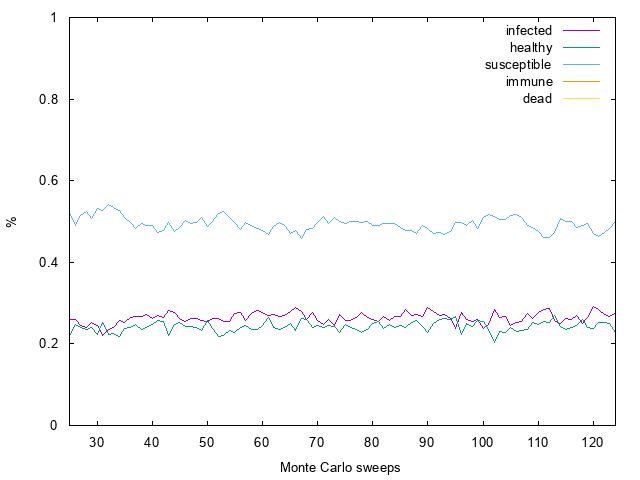 1
0.8
0.6
0.4
0.2
0
%
30 40 50 60 70 80 90 100 110 120
Monte Carlo sweeps
infected
healthy
susceptible
immune
dead